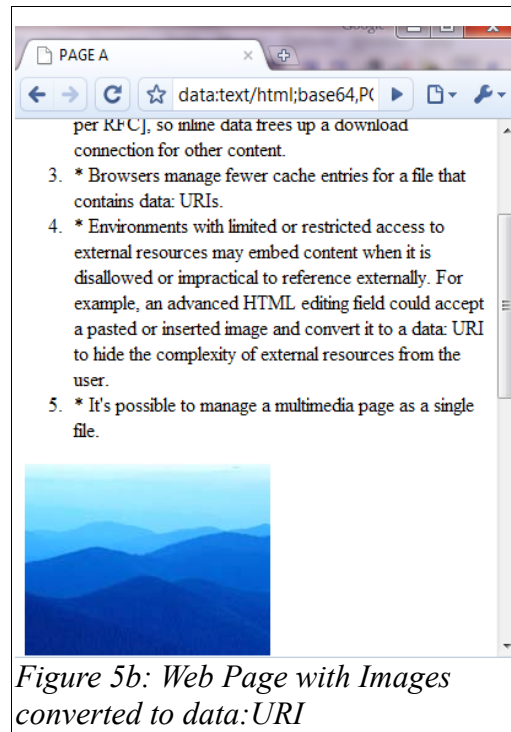 Google
PAGE A
data:text/html;base64,P(
per RFC], so inline data frees up a download
connection for other content.
3. * Browsers manage fewer cache entries for a file that
contains data: URIs.
4. * Environments with limited or restricted access to
external resources may embed content when it is
disallowed or impractical to reference externally. For
example, an advanced HTML editing field could accept
a pasted or inserted image and convert it to a data: URI
to hide the complexity of external resources from the
user.
5. * It's possible to manage a multimedia page as a single
file.
Figure 5b: Web Page with Images
converted to data:URI